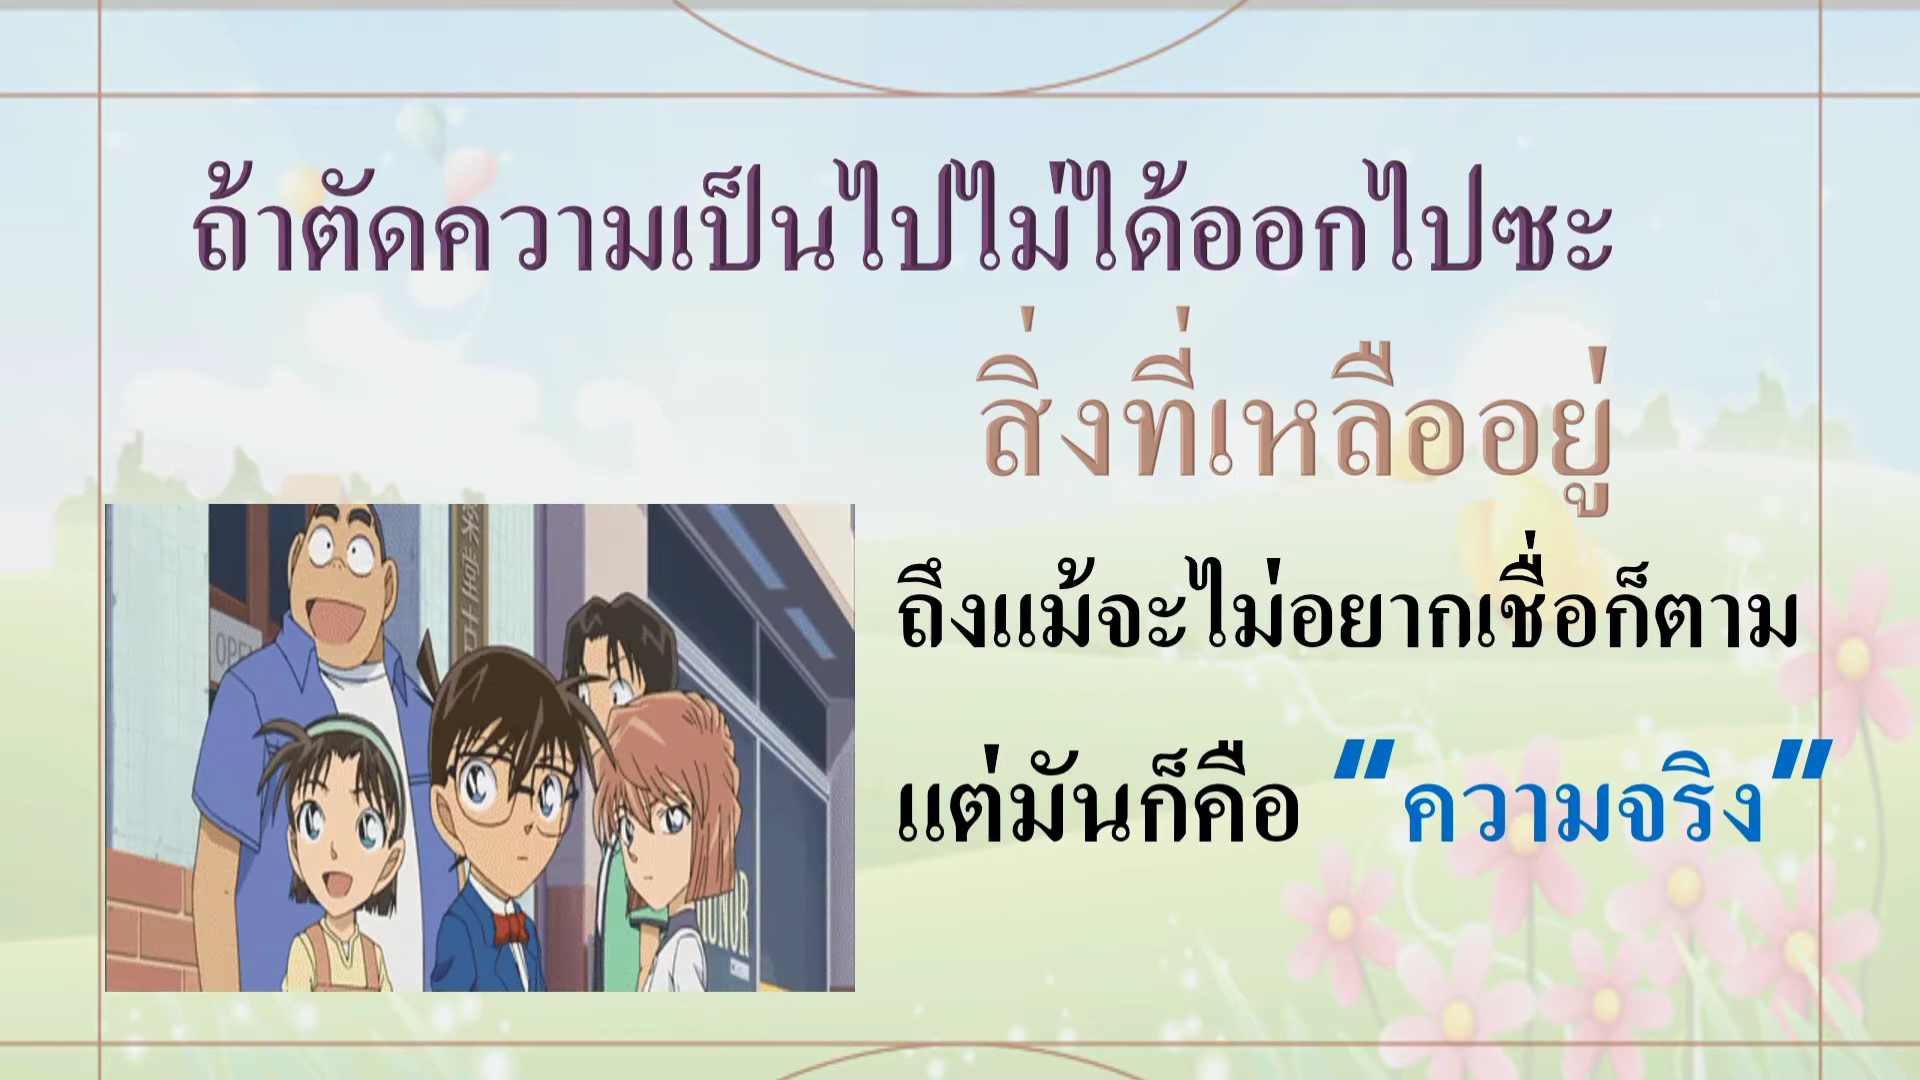 ถ้าตัดความเป็นไปไม่ได้ออกไปซะ
สิ่งที่เหลืออยู่
ถึงแม้จะไม่อยากเชื่อก็ตาม
แต่มันก็คือ "ความจริง"
OPEN